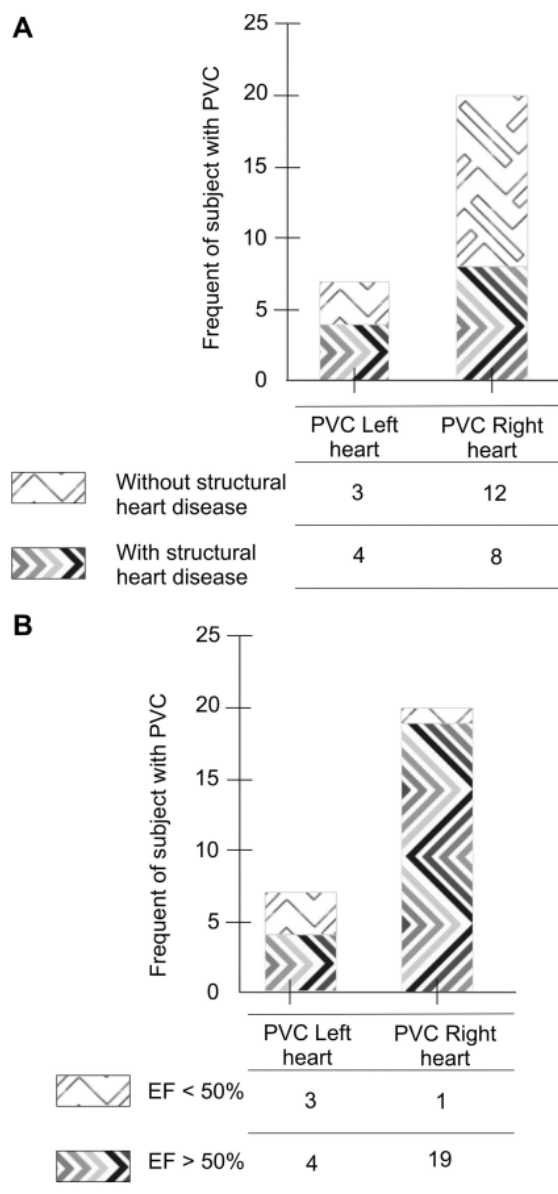 A
Frequent of subject with PVC
25
20
15
10
5
0
PVC Left
heart
PVC Right
heart
Without structural
heart disease
3
12
With structural
heart disease
4
8
B
Frequent of subject with PVC
25
20
15
10
5
0
PVC Left
heart
PVC Right
heart
EF < 50%
3
1
EF > 50%
4
19